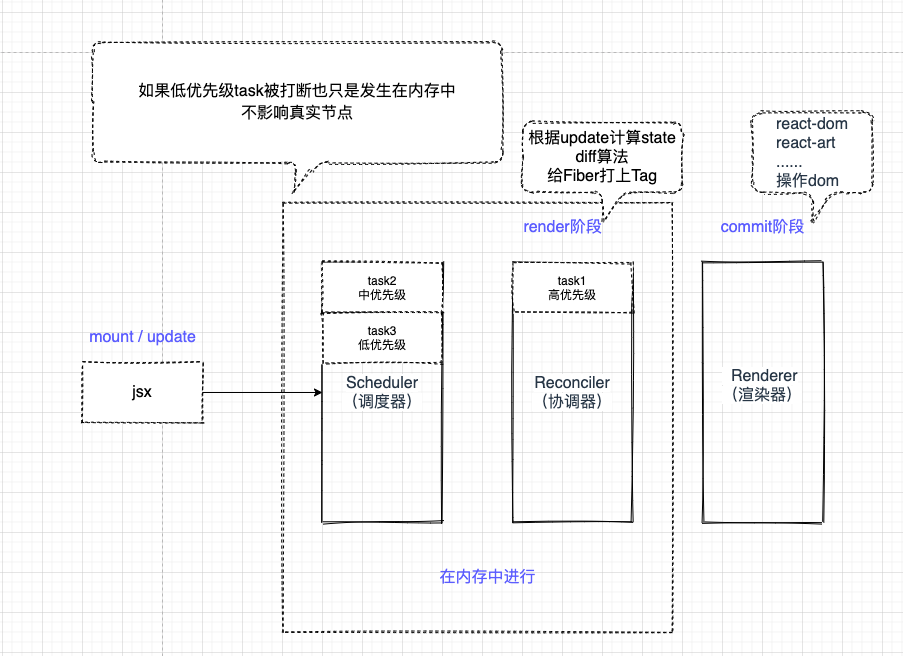 如果低优先级task被打断也只是发生在内存中
不影响真实节点
根据update计算state
diff算法
给Fiber打上Tag
react-dom
react-art
......
操作dom
render阶段
commit阶段
task2
中优先级
task3
低优先级
task1
高优先级
mount / update
jsx
Scheduler
（调度器）
Reconciler
（协调器）
Renderer
（渲染器）
在内存中进行